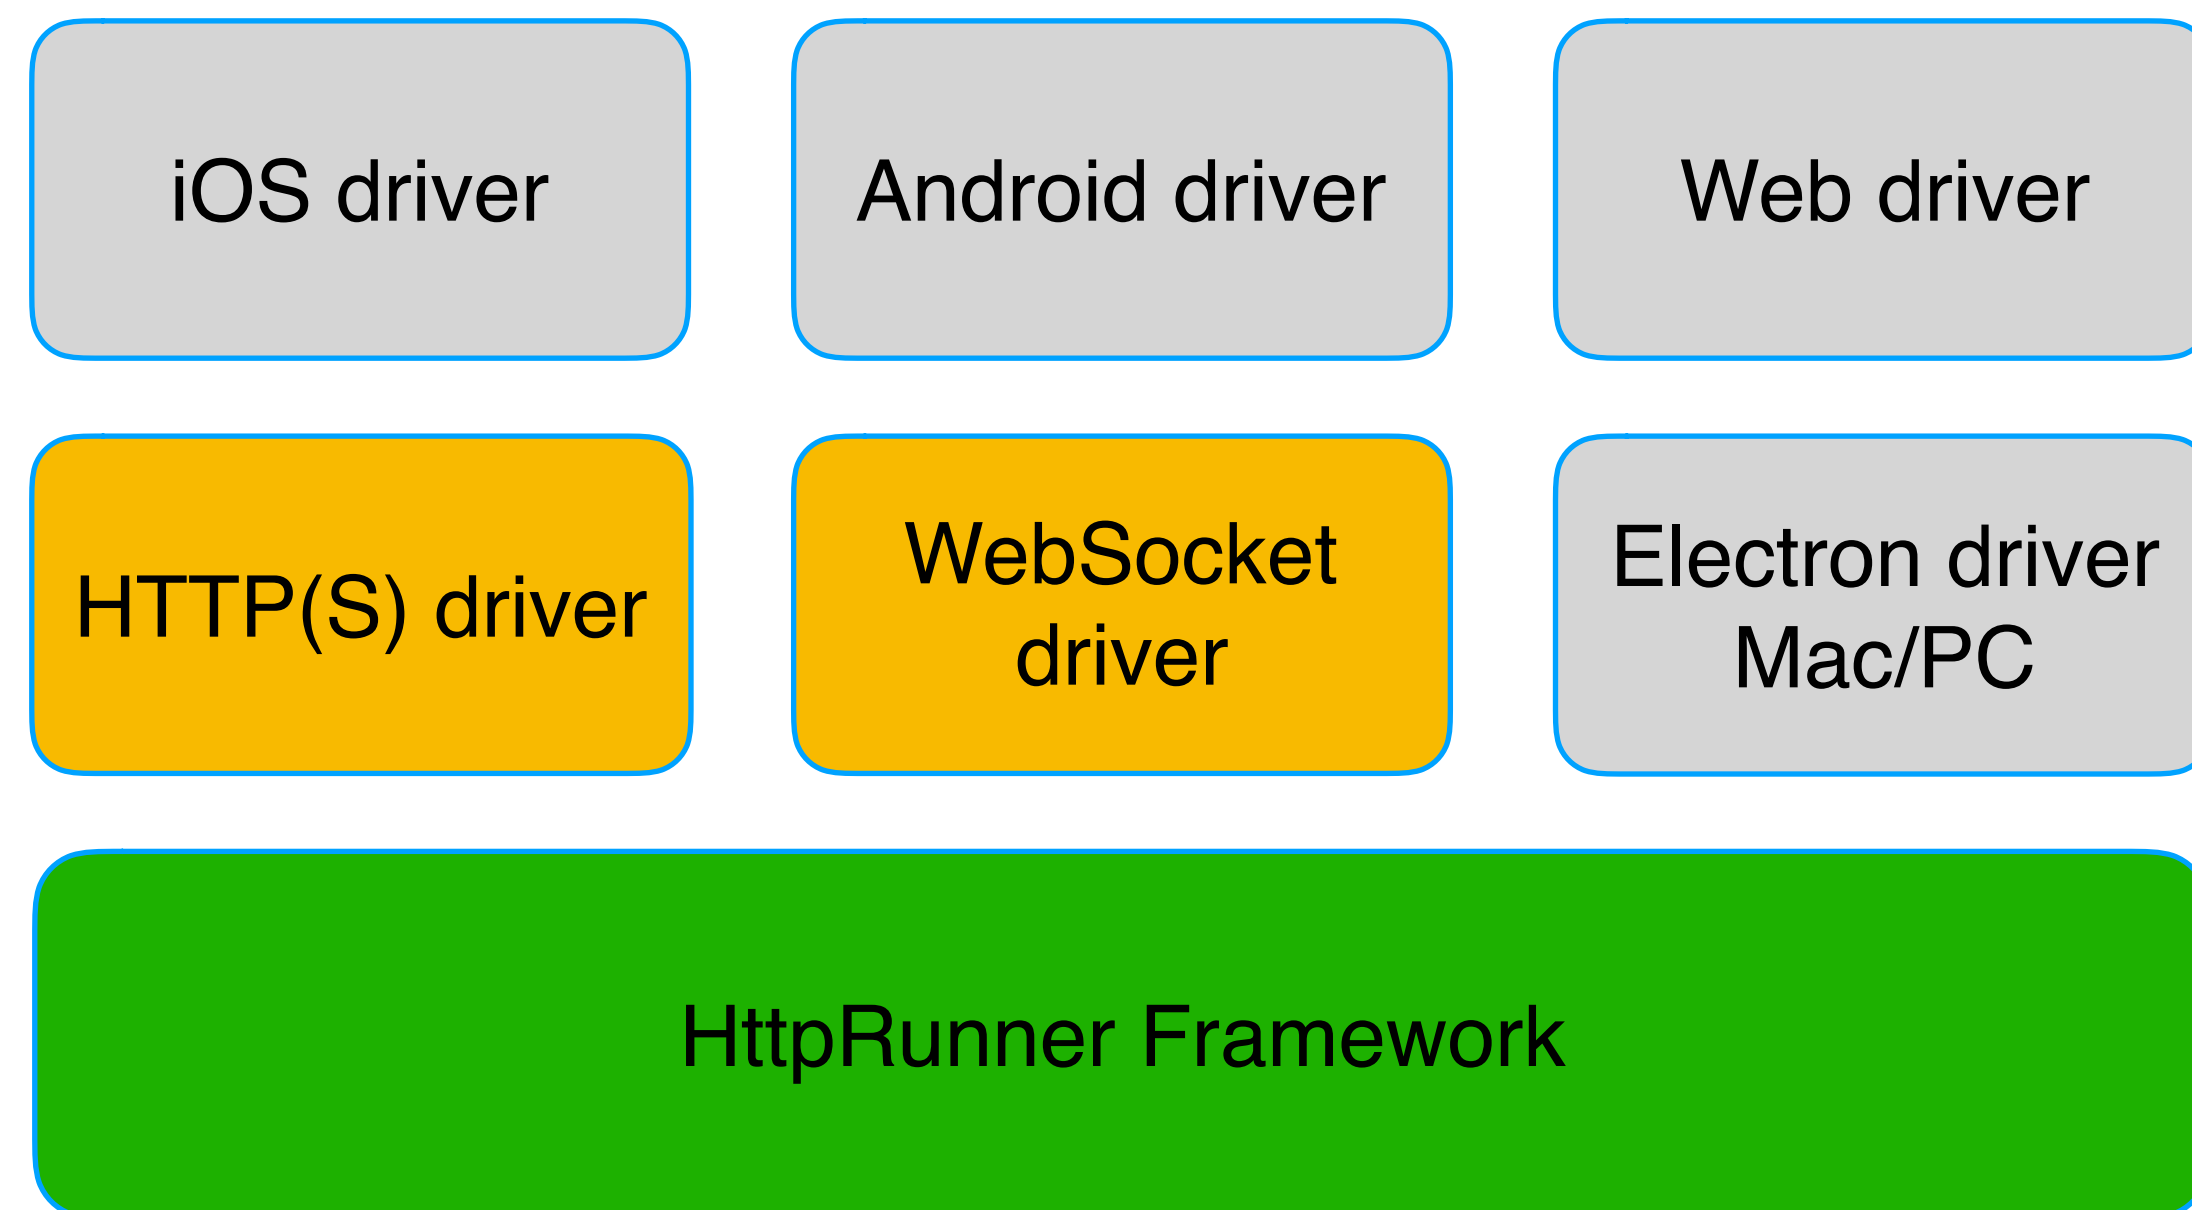 iOS driver
Android driver
Web driver
HTTP(S) driver
WebSocket
driver
Electron driver
Mac/PC
HttpRunner Framework